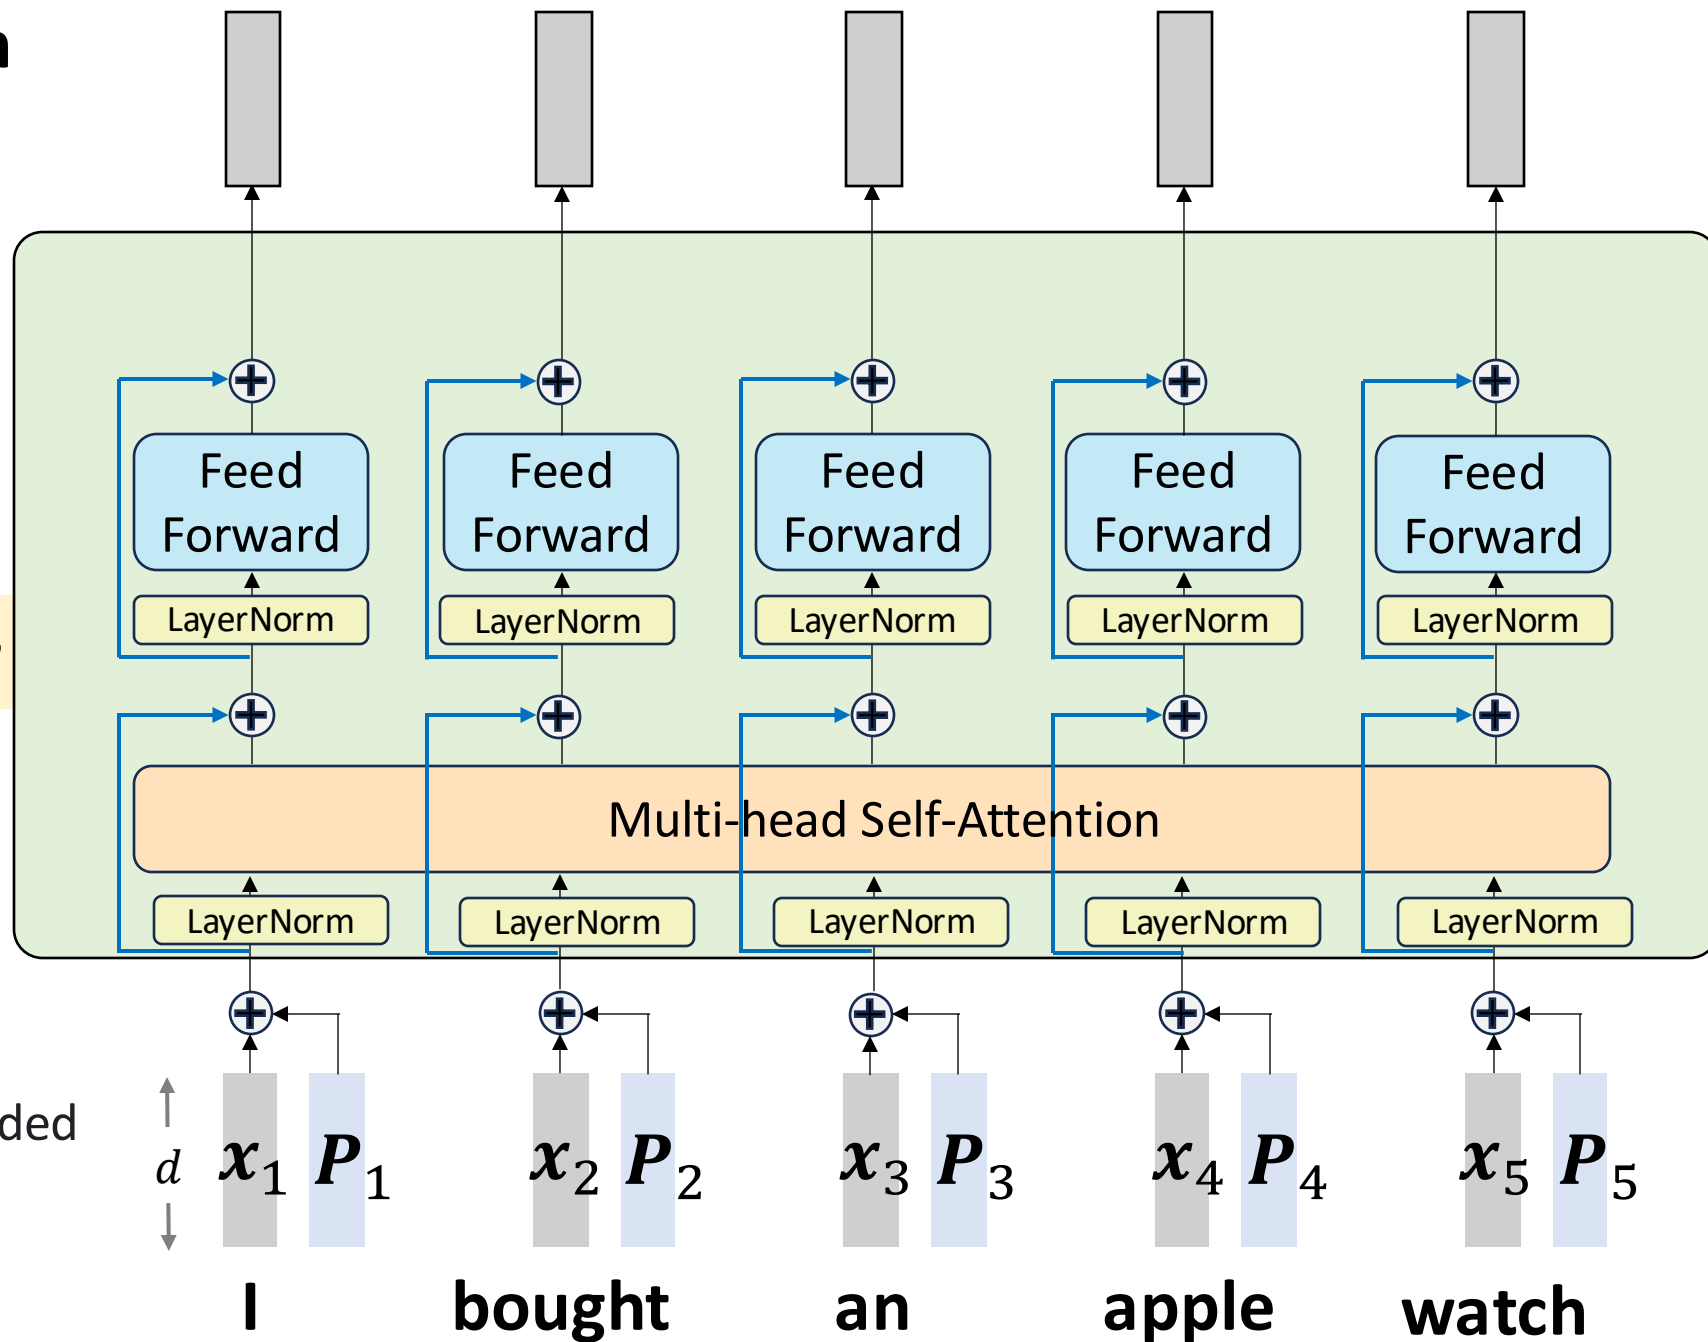 Feed Forward Feed Forward Feed Forward Feed Forward Feed Forward
LayerNorm LayerNorm LayerNorm LayerNorm LayerNorm
Multi-head Self-Attention
LayerNorm LayerNorm LayerNorm LayerNorm LayerNorm
d x₁ P₁ x₂ P₂ x₃ P₃ x₄ P₄ x₅ P₅
I bought an apple watch